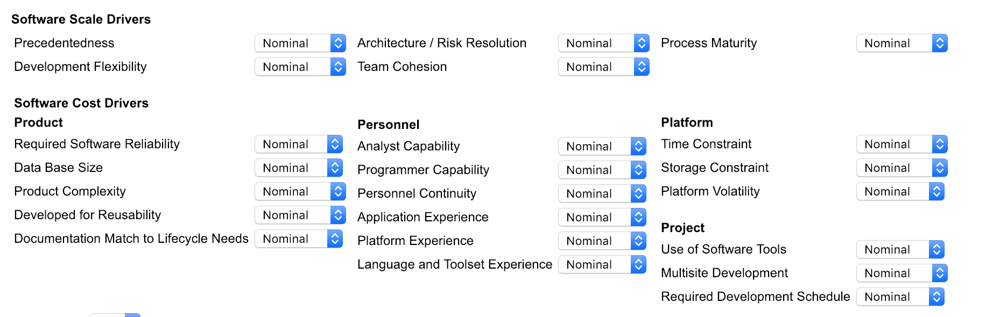 Software Scale Drivers
Precedentedness Nominal Architecture / Risk Resolution Nominal Process Maturity Nominal
Development Flexibility Nominal Team Cohesion Nominal
Software Cost Drivers
Product
Required Software Reliability Nominal
Data Base Size Nominal
Product Complexity Nominal
Developed for Reusability Nominal
Documentation Match to Lifecycle Needs Nominal
Personnel
Analyst Capability Nominal
Programmer Capability Nominal
Personnel Continuity Nominal
Application Experience Nominal
Platform Experience Nominal
Language and Toolset Experience Nominal
Platform
Time Constraint Nominal
Storage Constraint Nominal
Platform Volatility Nominal
Project
Use of Software Tools Nominal
Multisite Development Nominal
Required Development Schedule Nominal